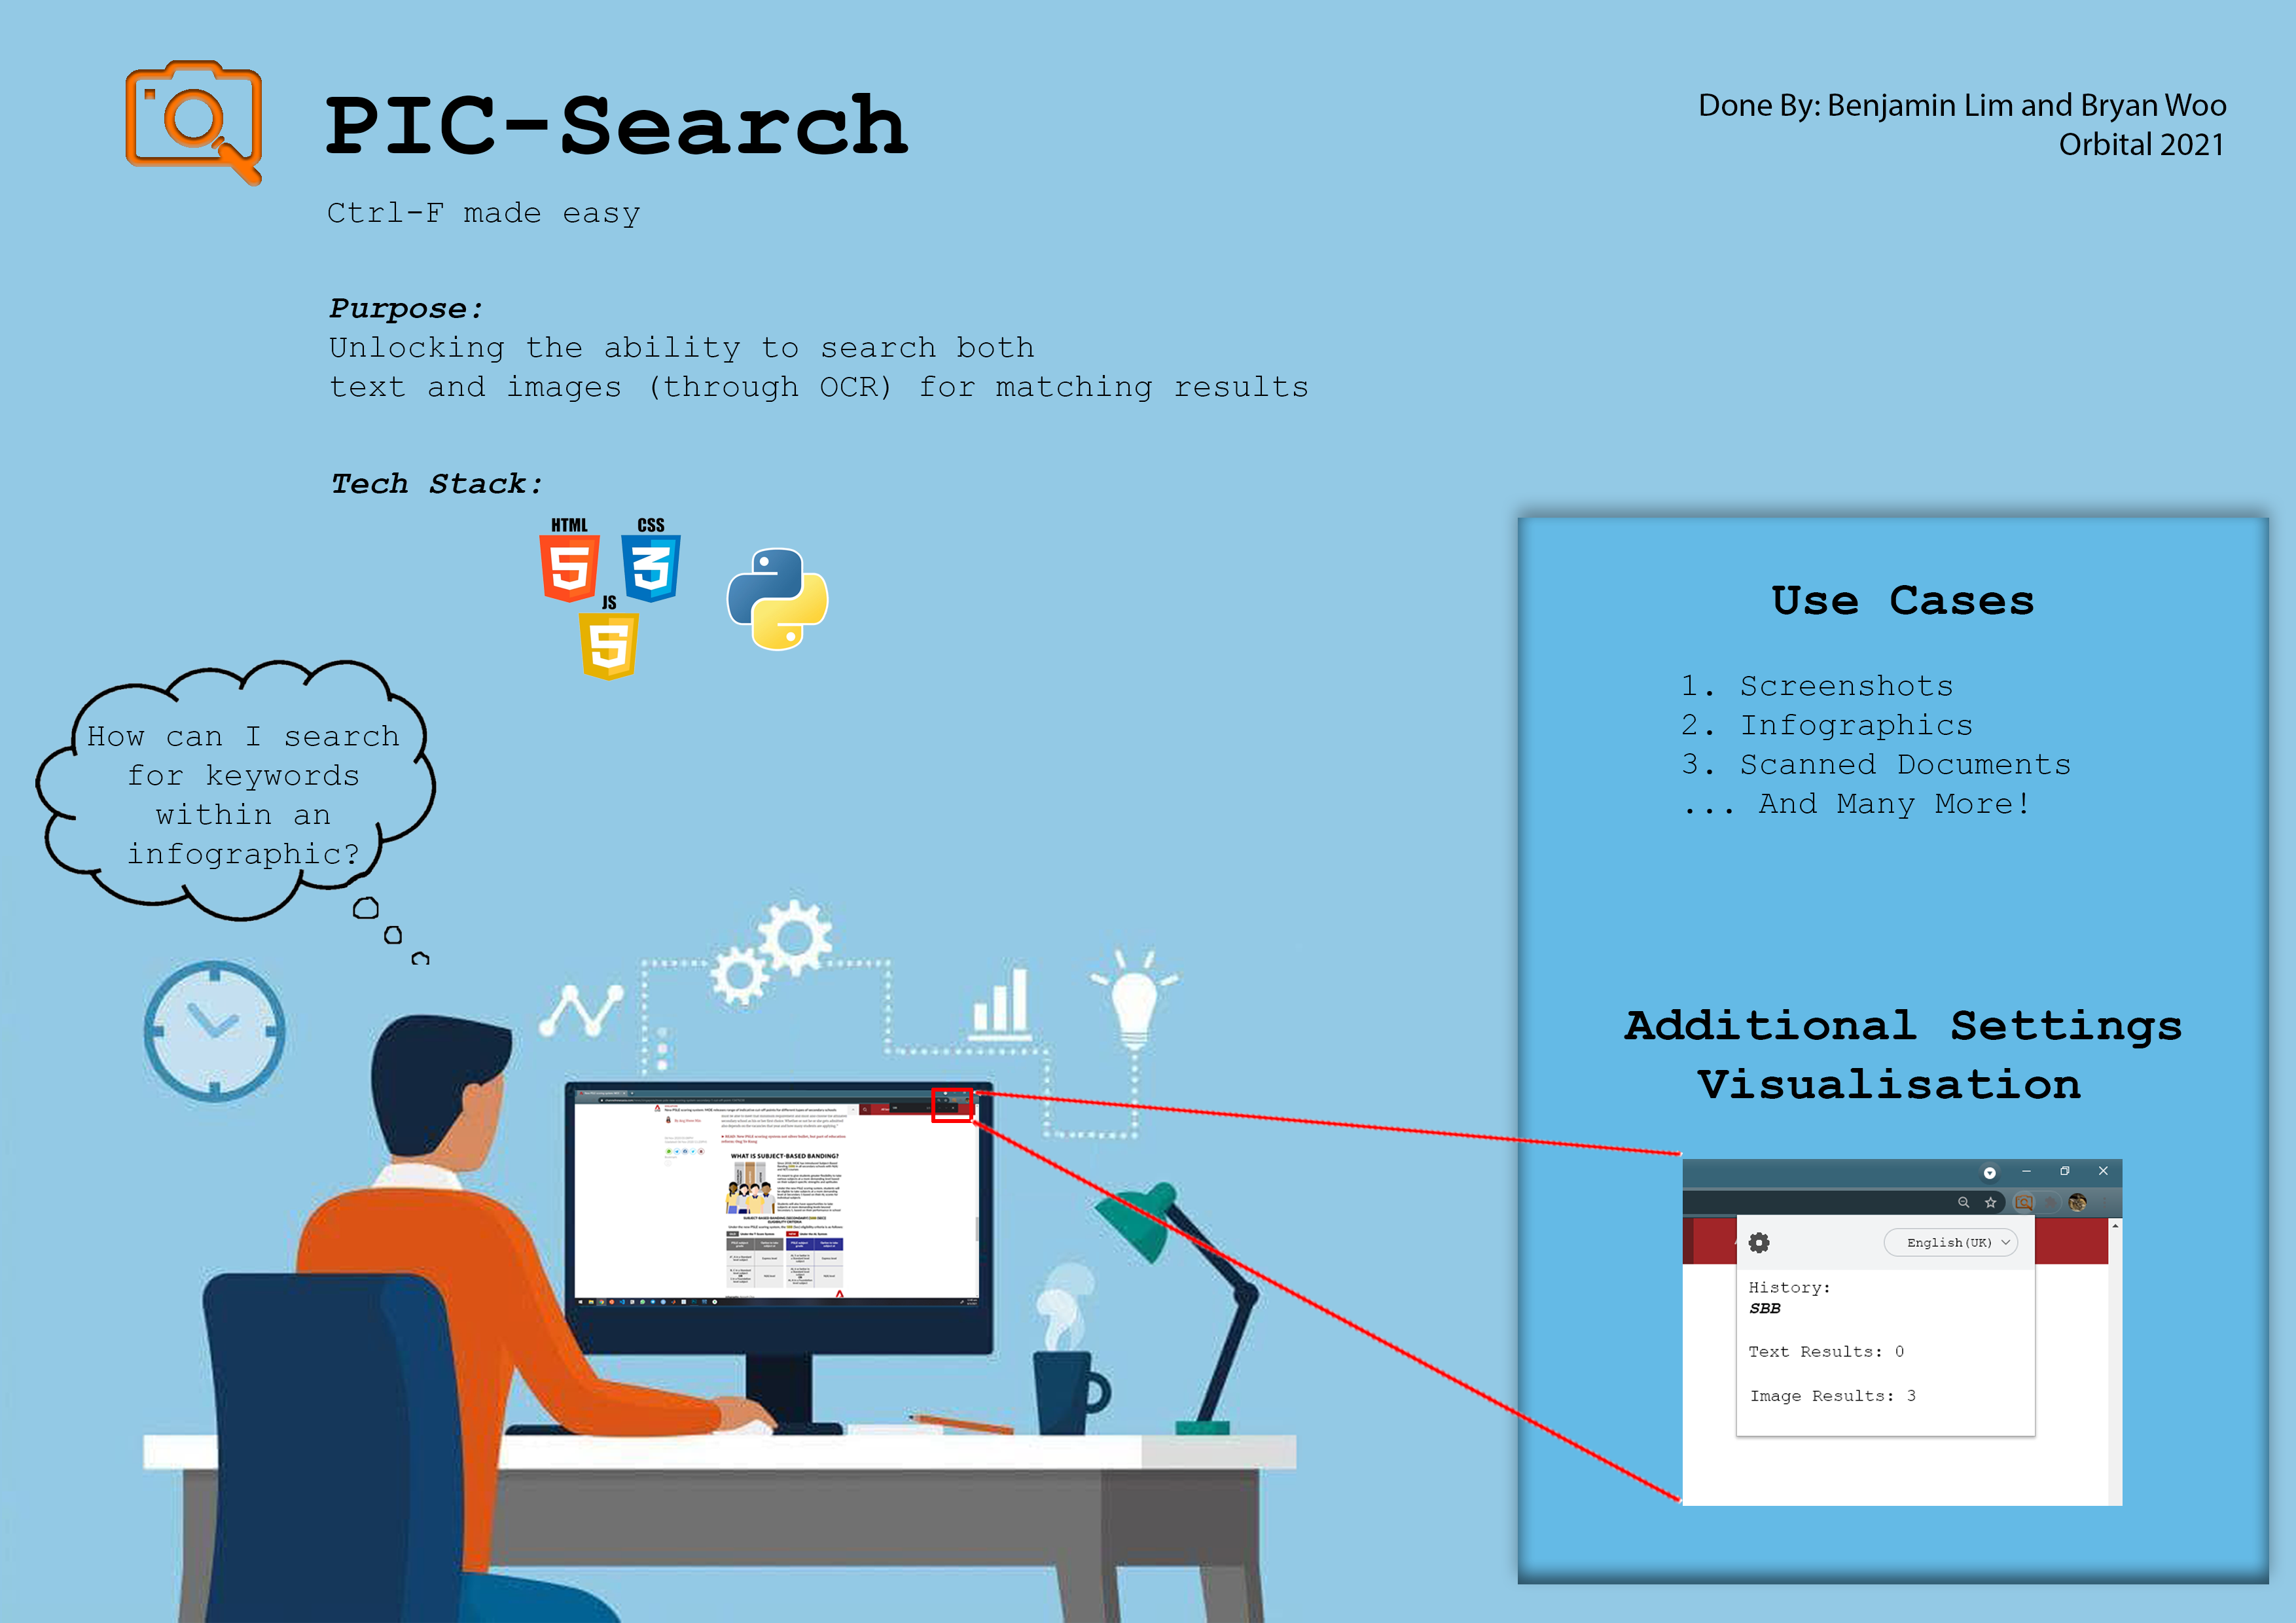 PIC-Search
Done By: Benjamin Lim and Bryan Woo
Orbital 2021
Ctrl-F made easy
Purpose:
Unlocking the ability to search both
text and images (through OCR) for matching results
Tech Stack:
HTML
CSS
JS
How can I search
for keywords
within an
infographic?
Use Cases
1. Screenshots
2. Infographics
3. Scanned Documents
... And Many More!
Additional Settings
Visualisation
English(UK)
History:
SBB
Text Results: 0
Image Results: 3
WHAT IS SUBJECT-BASED BANDING?